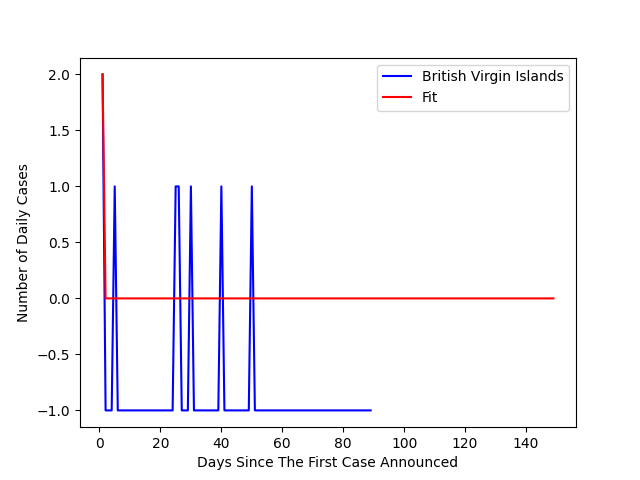 British Virgin Islands
Fit
2.0
1.5
1.0
0.5
0.0
−0.5
−1.0
Number of Daily Cases
0 20 40 60 80 100 120 140
Days Since The First Case Announced